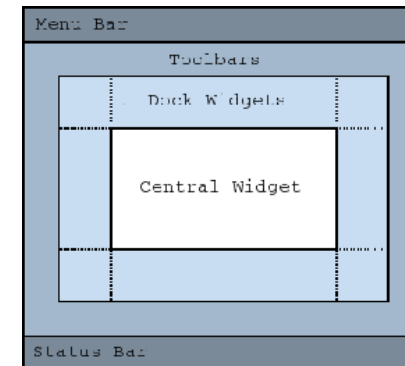 Menu Bar
Toolbars
Dock Widgets
Central Widget
Status Bar